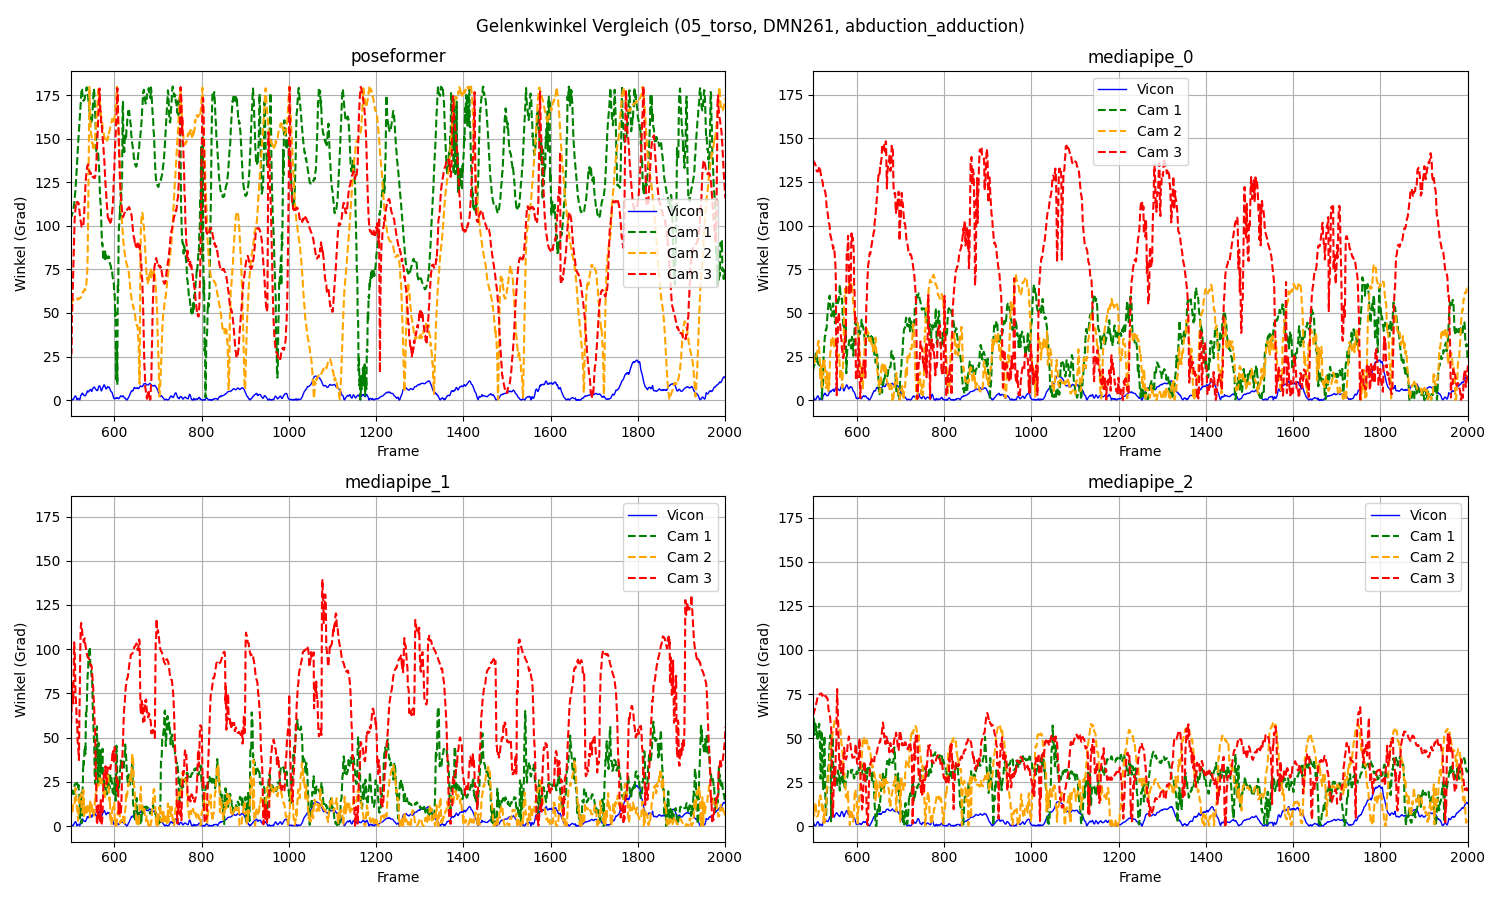 Gelenkwinkel Vergleich (05_torso, DMN261, abduction_adduction)
poseformer
Winkel (Grad)
175
150
125
100
75
50
25
0
Vicon
Cam 1
Cam 2
Cam 3
600 800 1000 1200 1400 1600 1800 2000
Frame
mediapipe_0
Winkel (Grad)
175
150
125
100
75
50
25
0
Vicon
Cam 1
Cam 2
Cam 3
600 800 1000 1200 1400 1600 1800 2000
Frame
mediapipe_1
Winkel (Grad)
175
150
125
100
75
50
25
0
Vicon
Cam 1
Cam 2
Cam 3
600 800 1000 1200 1400 1600 1800 2000
Frame
mediapipe_2
Winkel (Grad)
175
150
125
100
75
50
25
0
Vicon
Cam 1
Cam 2
Cam 3
600 800 1000 1200 1400 1600 1800 2000
Frame